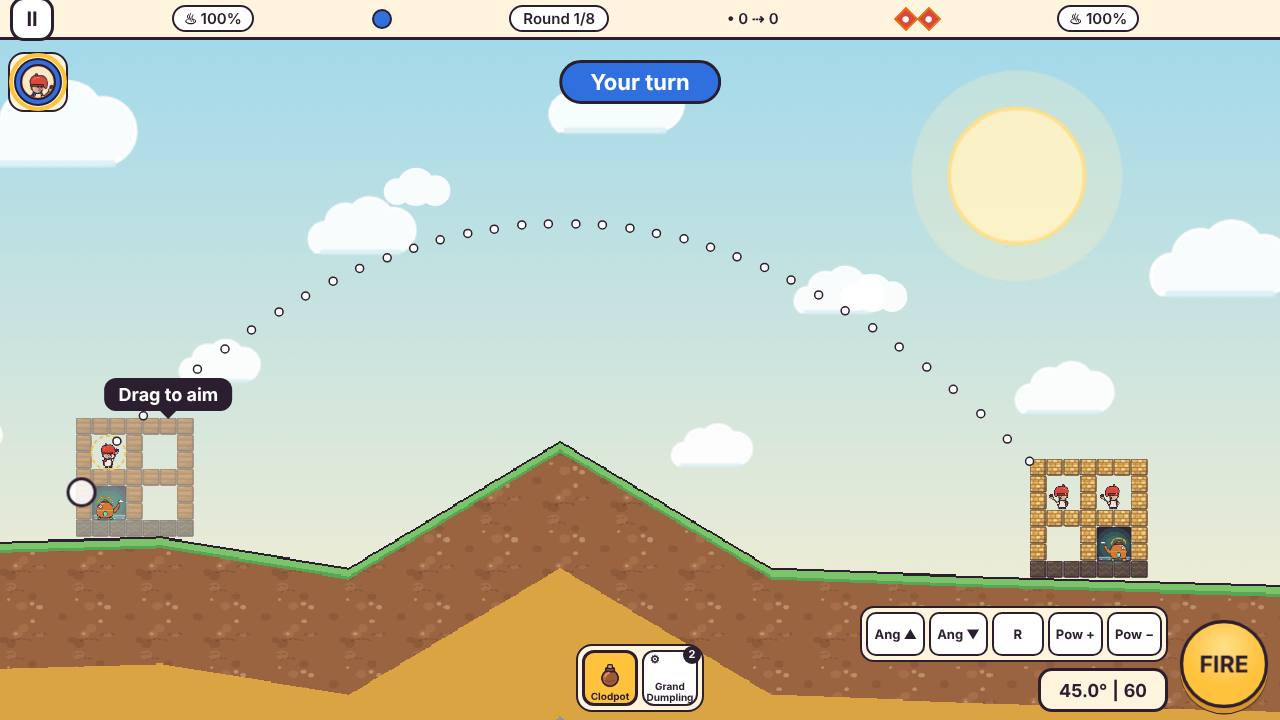 ♨ 100%
Round 1/8
• 0 ⇢ 0
♨ 100%
Your turn
Drag to aim
Ang ▲
Ang ▼
R
Pow +
Pow −
45.0° | 60
FIRE
Clodpot
⚙
2
Grand
Dumpling